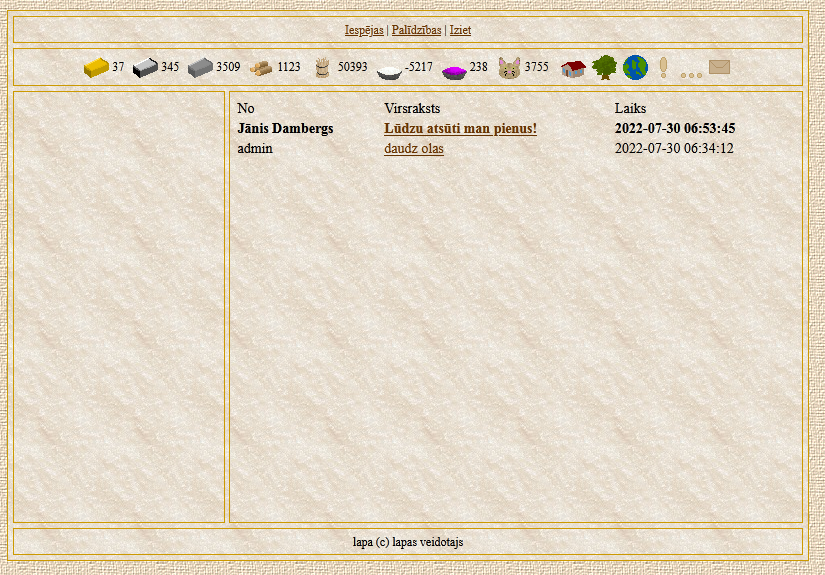 Iespējas | Palīdzības | Iziet
37 345 3509 1123 50393 -5217 238 3755
No Virsraksts Laiks
Jānis Dambergs Lūdzu atsūti man pienus! 2022-07-30 06:53:45
admin daudz olas 2022-07-30 06:34:12
lapa (c) lapas veidotajs